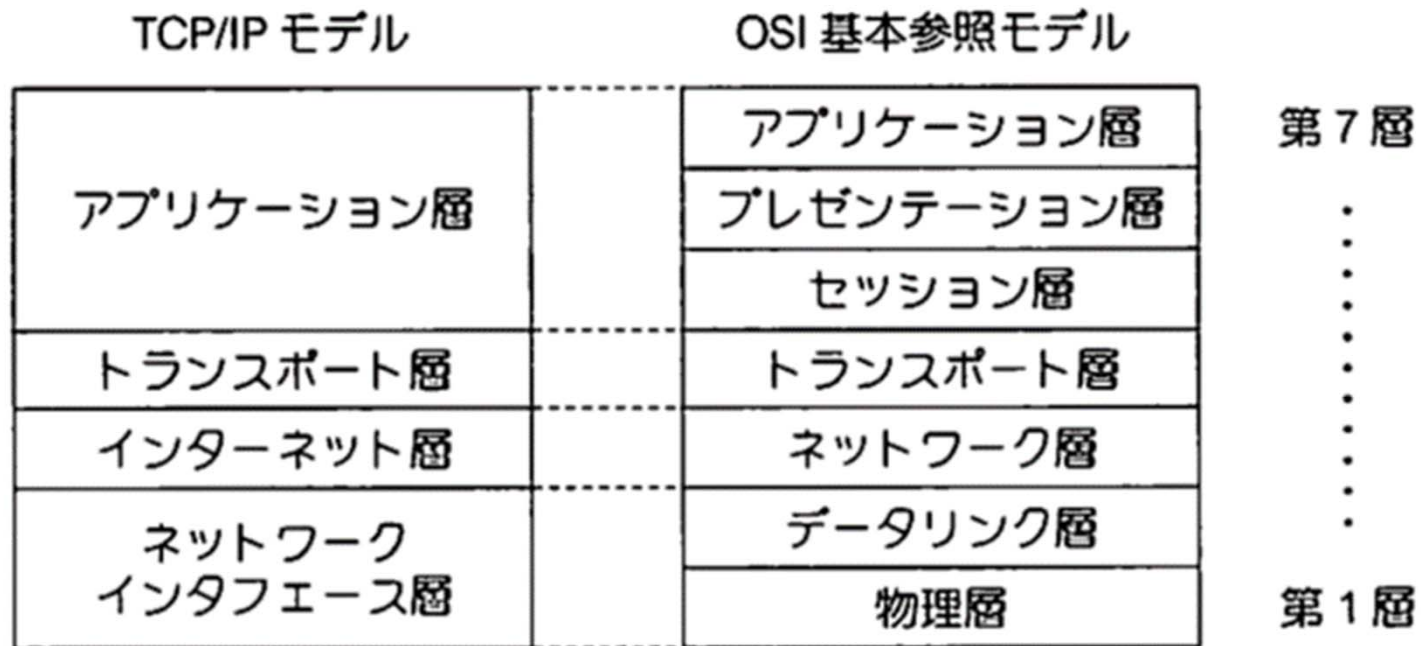 TCP/IP モデル
OSI 基本参照モデル
アプリケーション層
トランスポート層
インターネット層
ネットワーク
インタフェース層
アプリケーション層
プレゼンテーション層
セッション層
トランスポート層
ネットワーク層
データリンク層
物理層
第 7 層
第 1 層